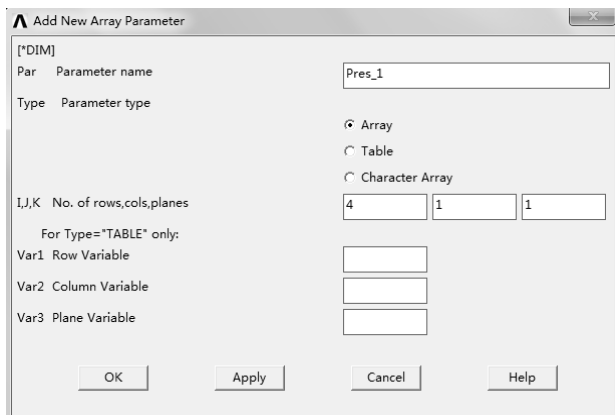 Add New Array Parameter
[*DIM]
Par Parameter name Pres_1
Type Parameter type
Array
Table
Character Array
I,J,K No. of rows,cols,planes 4 1 1
For Type="TABLE" only:
Var1 Row Variable
Var2 Column Variable
Var3 Plane Variable
OK Apply Cancel Help